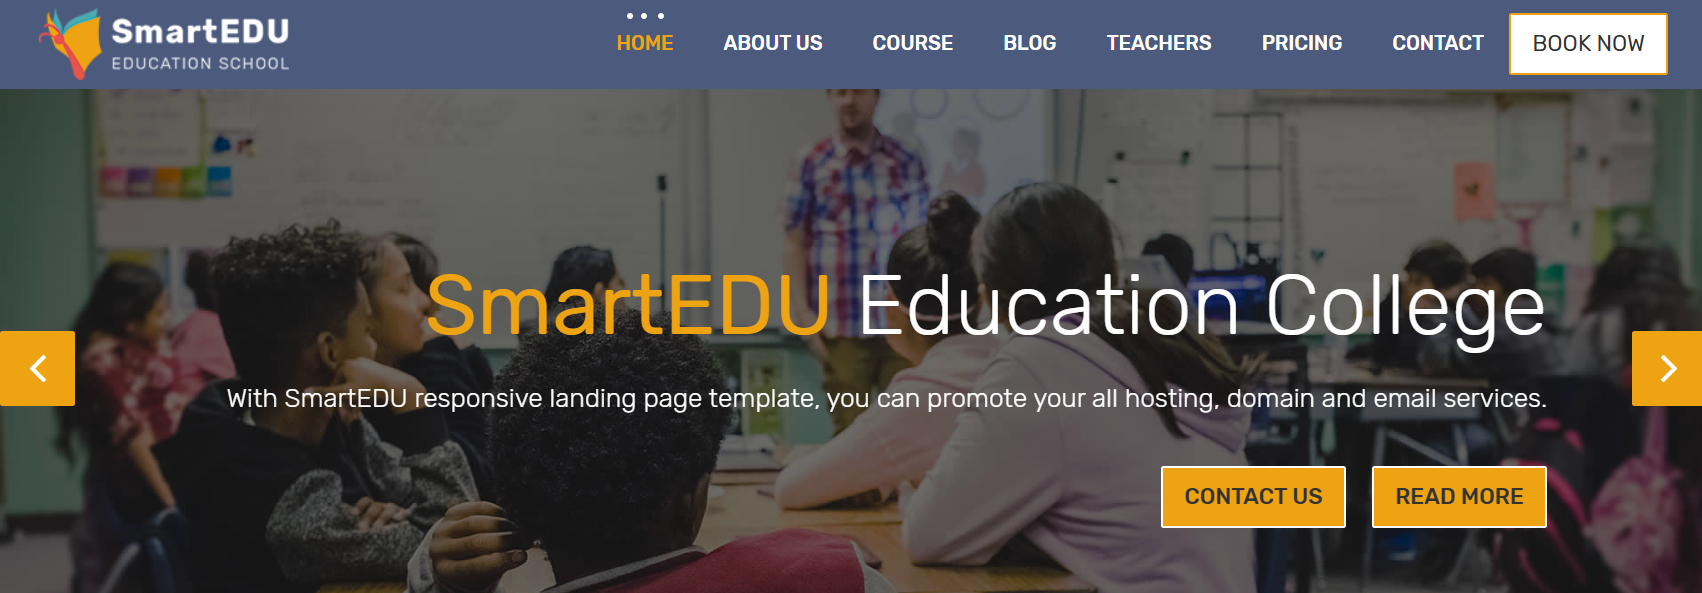 SmartEDU
EDUCATION SCHOOL
HOME ABOUT US COURSE BLOG TEACHERS PRICING CONTACT BOOK NOW
SmartEDU Education College
With SmartEDU responsive landing page template, you can promote your all hosting, domain and email services.
CONTACT US READ MORE